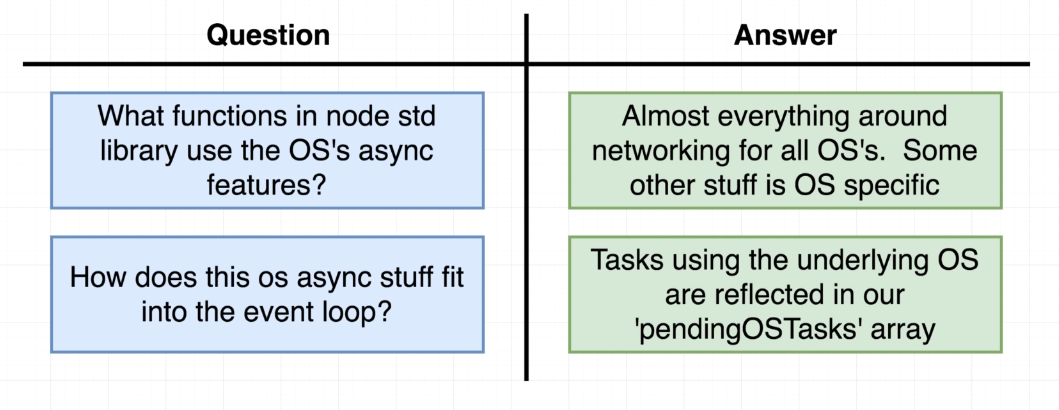 Question
Answer
What functions in node std
library use the OS's async
features?
Almost everything around
networking for all OS's.  Some
other stuff is OS specific
How does this os async stuff fit
into the event loop?
Tasks using the underlying OS
are reflected in our
'pendingOSTasks' array